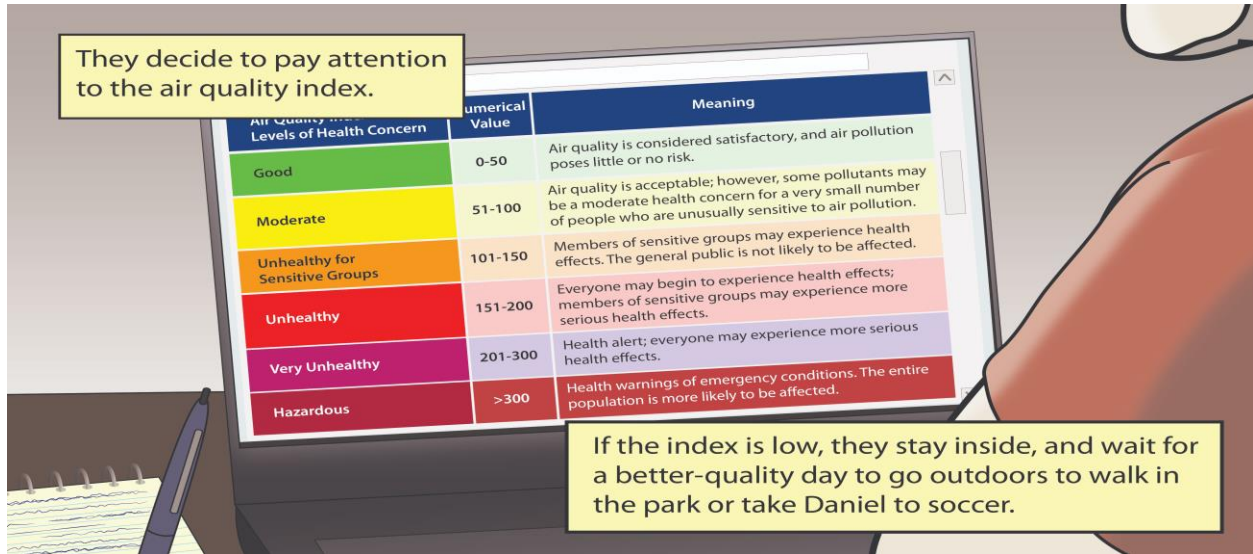 They decide to pay attention
to the air quality index.
Levels of Health Concern
Numerical
Value
Meaning
Good
0-50
Air quality is considered satisfactory, and air pollution
poses little or no risk.
Moderate
51-100
Air quality is acceptable; however, some pollutants may
be a moderate health concern for a very small number
of people who are unusually sensitive to air pollution.
Unhealthy for
Sensitive Groups
101-150
Members of sensitive groups may experience health
effects. The general public is not likely to be affected.
Unhealthy
151-200
Everyone may begin to experience health effects;
members of sensitive groups may experience more
serious health effects.
Very Unhealthy
201-300
Health alert; everyone may experience more serious
health effects.
Hazardous
>300
Health warnings of emergency conditions. The entire
population is more likely to be affected.
If the index is low, they stay inside, and wait for
a better-quality day to go outdoors to walk in
the park or take Daniel to soccer.